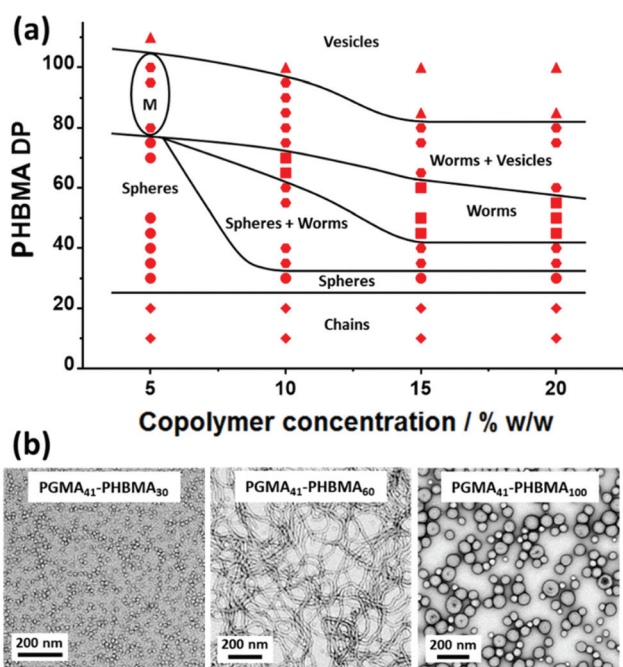 (a)
Vesicles
100
M
80
Worms + Vesicles
PHBMA DP
Spheres
60
Spheres + Worms
Worms
40
Spheres
20
Chains
0
5
10
15
20
Copolymer concentration / % w/w
(b)
PGMA₄₁-PHBMA₃₀
PGMA₄₁-PHBMA₆₀
PGMA₄₁-PHBMA₁₀₀
200 nm
200 nm
200 nm